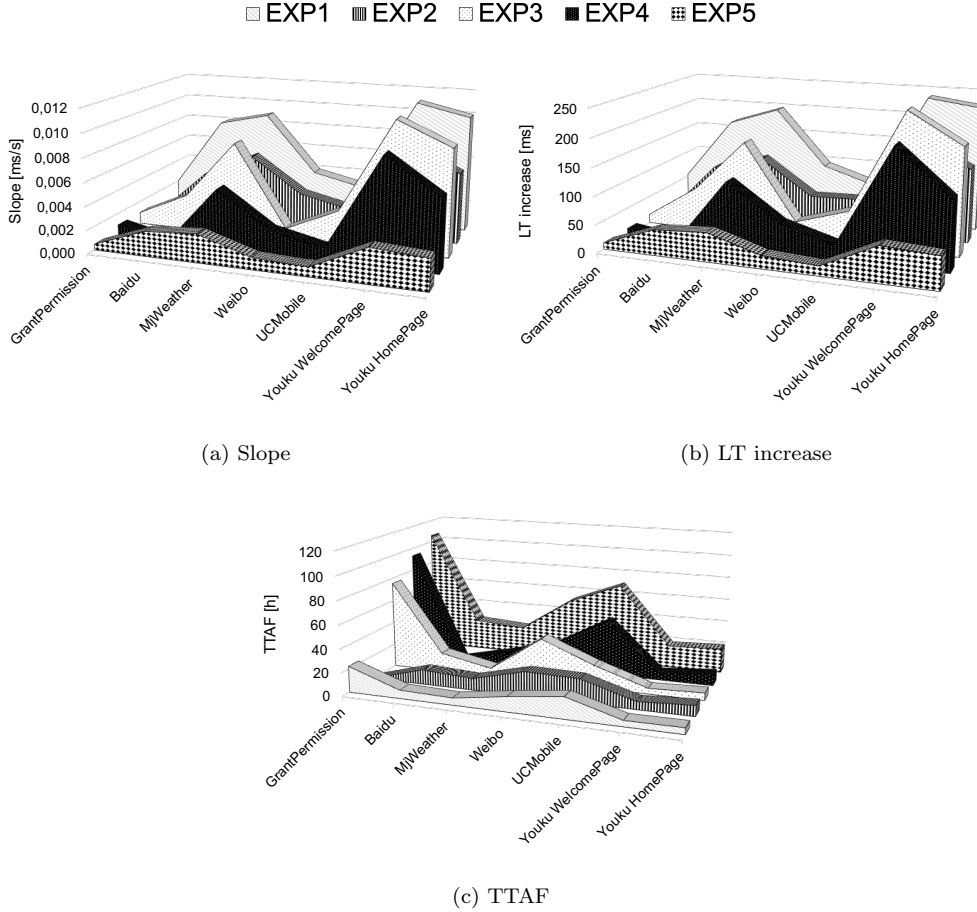 EXP1 EXP2 EXP3 EXP4 EXP5
Slope [ms/s]
0,012
0,010
0,008
0,006
0,004
0,002
0,000
GrantPermission
Baidu
MjWeather
Weibo
UCMobile
Youku WelcomePage
Youku HomePage
(a) Slope
LT increase [ms]
250
200
150
100
50
0
GrantPermission
Baidu
MjWeather
Weibo
UCMobile
Youku WelcomePage
Youku HomePage
(b) LT increase
TTAF [h]
120
100
80
60
40
20
0
GrantPermission
Baidu
MjWeather
Weibo
UCMobile
Youku WelcomePage
Youku HomePage
(c) TTAF